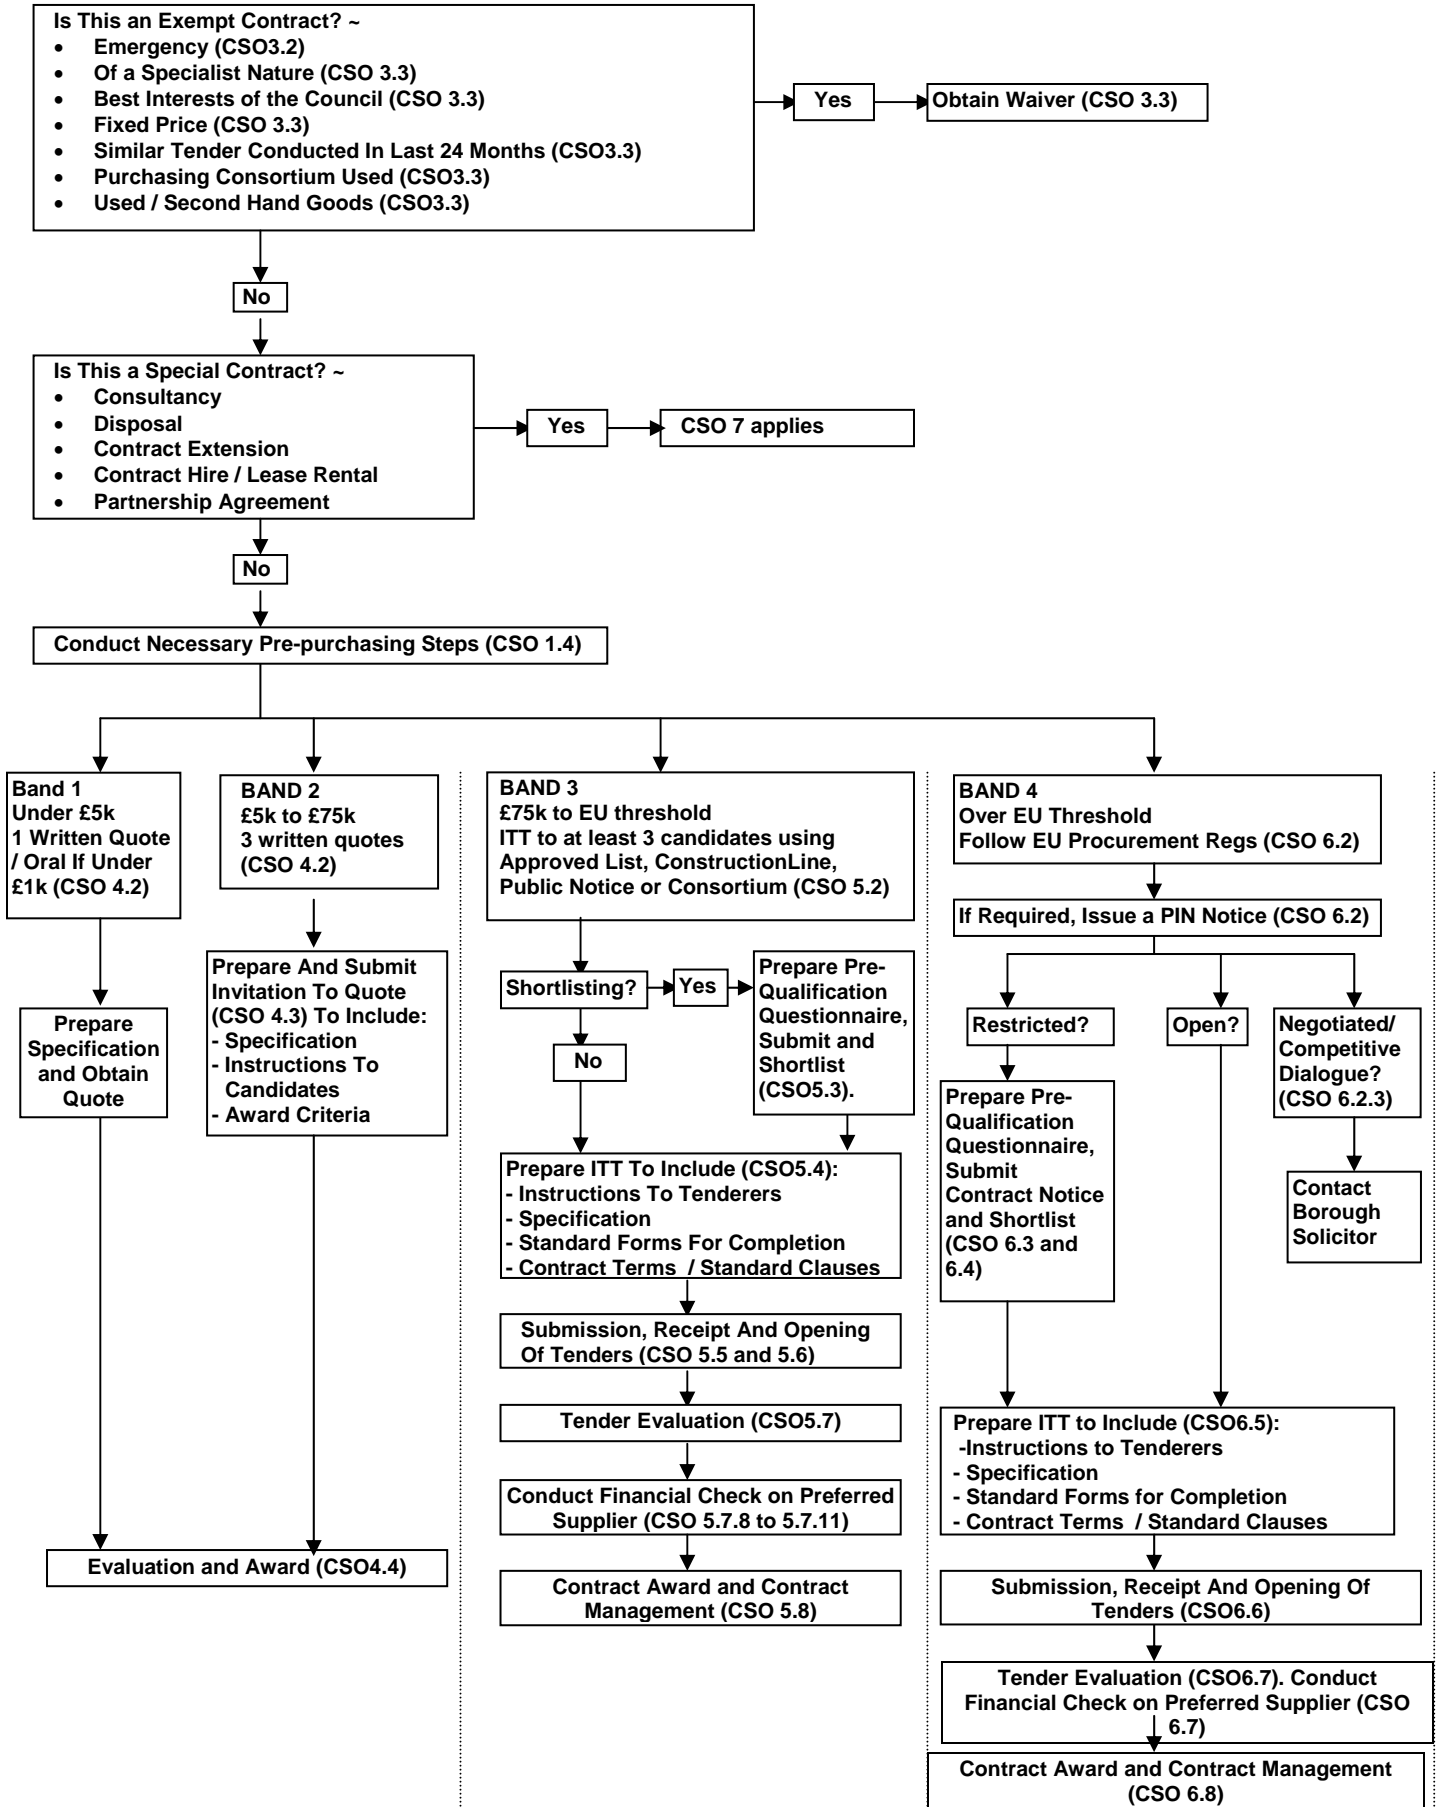 Is This an Exempt Contract? ~
• Emergency (CSO3.2)
• Of a Specialist Nature (CSO 3.3)
• Best Interests of the Council (CSO 3.3)
• Fixed Price (CSO 3.3)
• Similar Tender Conducted In Last 24 Months (CSO3.3)
• Purchasing Consortium Used (CSO3.3)
• Used / Second Hand Goods (CSO3.3)
Yes
Obtain Waiver (CSO 3.3)
No
Is This a Special Contract? ~
• Consultancy
• Disposal
• Contract Extension
• Contract Hire / Lease Rental
• Partnership Agreement
Yes
CSO 7 applies
No
Conduct Necessary Pre-purchasing Steps (CSO 1.4)
Band 1
Under £5k
1 Written Quote
/ Oral If Under
£1k (CSO 4.2)
Prepare
Specification
and Obtain
Quote
BAND 2
£5k to £75k
3 written quotes
(CSO 4.2)
Prepare And Submit
Invitation To Quote
(CSO 4.3) To Include:
- Specification
- Instructions To
Candidates
- Award Criteria
Evaluation and Award (CSO4.4)
BAND 3
£75k to EU threshold
ITT to at least 3 candidates using
Approved List, ConstructionLine,
Public Notice or Consortium (CSO 5.2)
Shortlisting?
Yes
Prepare Pre-
Qualification
Questionnaire,
Submit and
Shortlist
(CSO5.3).
No
Prepare ITT To Include (CSO5.4):
- Instructions To Tenderers
- Specification
- Standard Forms For Completion
- Contract Terms / Standard Clauses
Submission, Receipt And Opening
Of Tenders (CSO 5.5 and 5.6)
Tender Evaluation (CSO5.7)
Conduct Financial Check on Preferred
Supplier (CSO 5.7.8 to 5.7.11)
Contract Award and Contract
Management (CSO 5.8)
BAND 4
Over EU Threshold
Follow EU Procurement Regs (CSO 6.2)
If Required, Issue a PIN Notice (CSO 6.2)
Restricted?
Open?
Negotiated/
Competitive
Dialogue?
(CSO 6.2.3)
Prepare Pre-
Qualification
Questionnaire,
Submit
Contract Notice
and Shortlist
(CSO 6.3 and
6.4)
Contact
Borough
Solicitor
Prepare ITT to Include (CSO6.5):
-Instructions to Tenderers
- Specification
- Standard Forms for Completion
- Contract Terms / Standard Clauses
Submission, Receipt And Opening Of
Tenders (CSO6.6)
Tender Evaluation (CSO6.7). Conduct
Financial Check on Preferred Supplier (CSO
6.7)
Contract Award and Contract Management
(CSO 6.8)